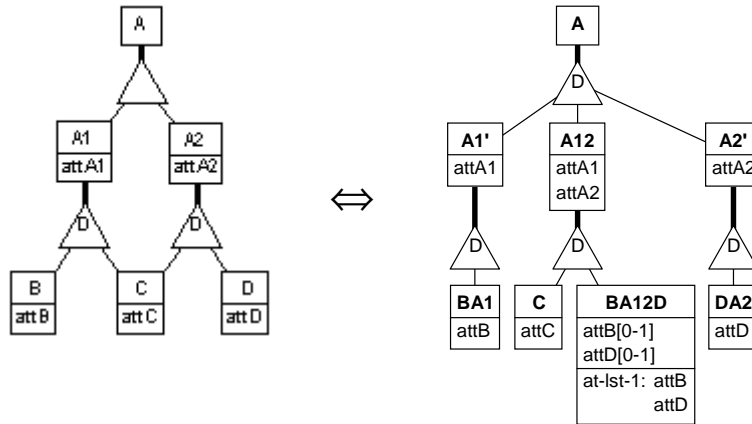 A
A1
attA1
A2
attA2
D
D
B
attB
C
attC
D
attD
⇔
A
D
A1'
attA1
A12
attA1
attA2
A2'
attA2
D
D
D
BA1
attB
C
attC
BA12D
attB[0-1]
attD[0-1]
at-lst-1: attB
attD
DA2
attD